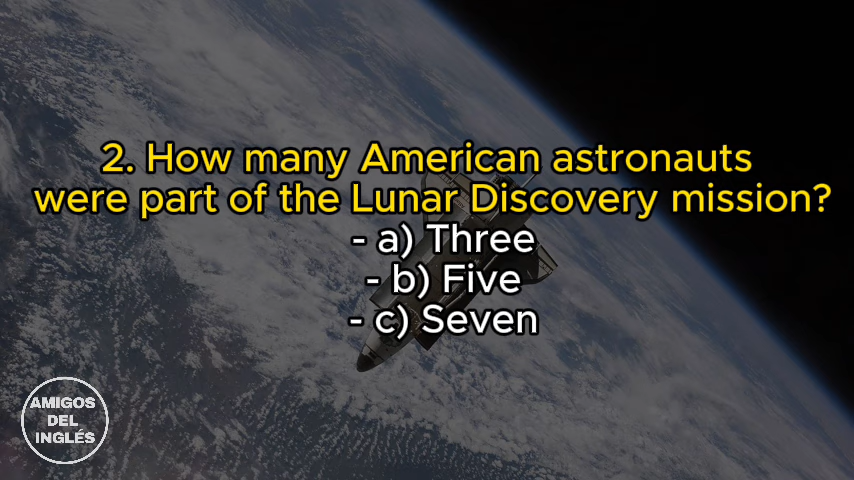 2. How many American astronauts
were part of the Lunar Discovery mission?
- a) Three
- b) Five
- c) Seven
AMIGOS
DEL
INGLÉS